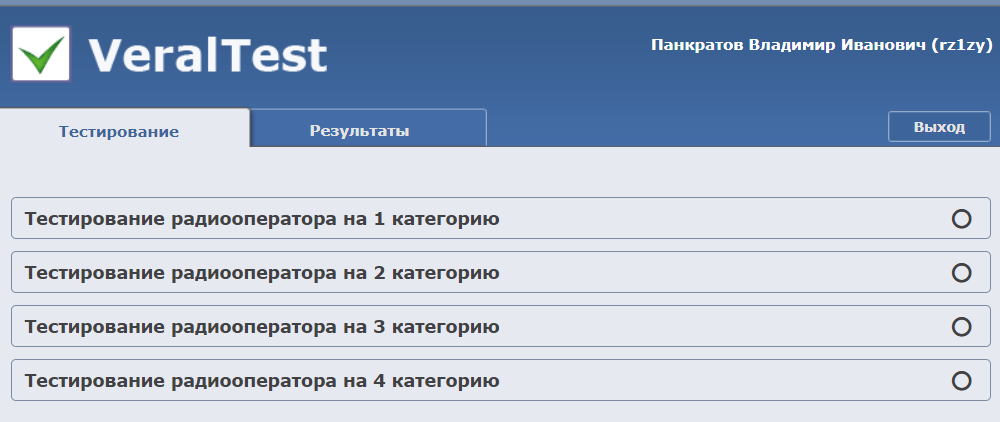 VeralTest
Панкратов Владимир Иванович (rz1zy)
Тестирование
Результаты
Выход
Тестирование радиооператора на 1 категорию
Тестирование радиооператора на 2 категорию
Тестирование радиооператора на 3 категорию
Тестирование радиооператора на 4 категорию